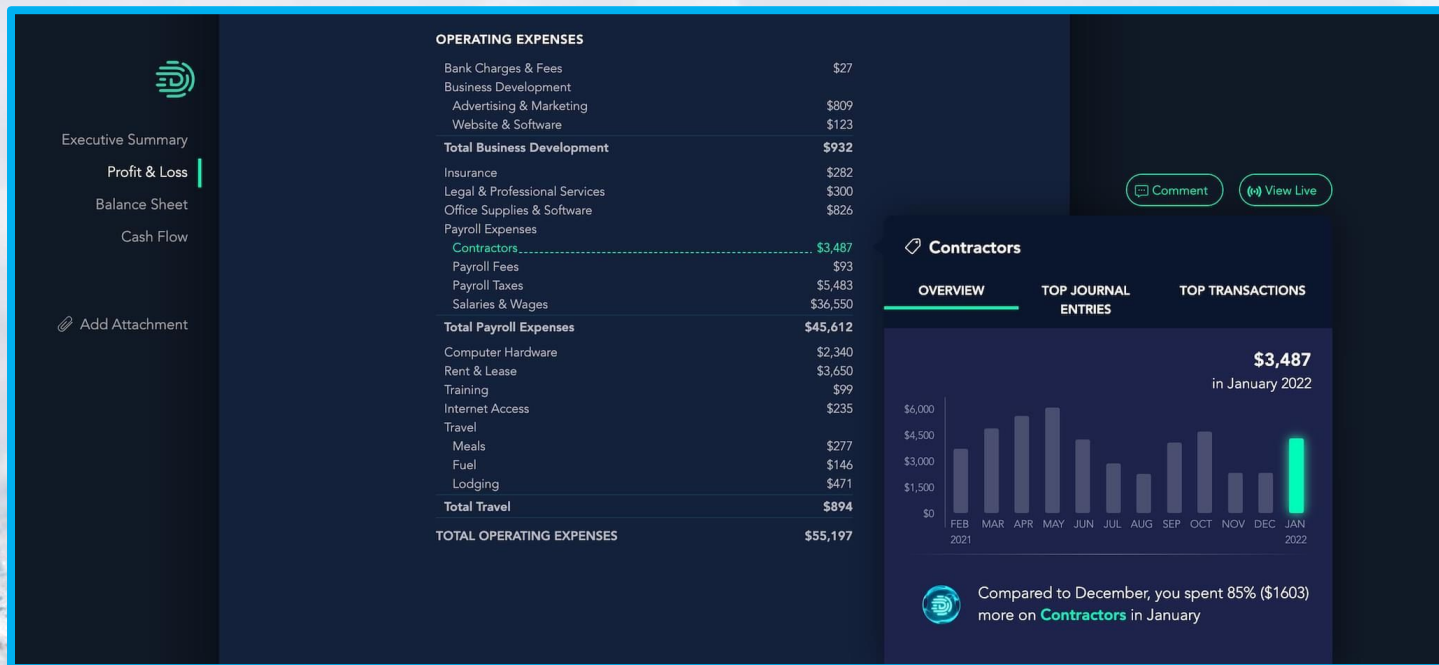 Executive Summary
Profit & Loss
Balance Sheet
Cash Flow
Add Attachment
OPERATING EXPENSES
Bank Charges & Fees $27
Business Development
Advertising & Marketing $809
Website & Software $123
Total Business Development $932
Insurance $282
Legal & Professional Services $300
Office Supplies & Software $826
Payroll Expenses
Contractors $3,487
Payroll Fees $93
Payroll Taxes $5,483
Salaries & Wages $36,550
Total Payroll Expenses $45,612
Computer Hardware $2,340
Rent & Lease $3,650
Training $99
Internet Access $235
Travel
Meals $277
Fuel $146
Lodging $471
Total Travel $894
TOTAL OPERATING EXPENSES $55,197
Comment
View Live
Contractors
OVERVIEW
TOP JOURNAL
ENTRIES
TOP TRANSACTIONS
$3,487
in January 2022
$6,000
$4,500
$3,000
$1,500
$0
FEB MAR APR MAY JUN JUL AUG SEP OCT NOV DEC JAN
2021 2022
Compared to December, you spent 85% ($1603)
more on Contractors in January